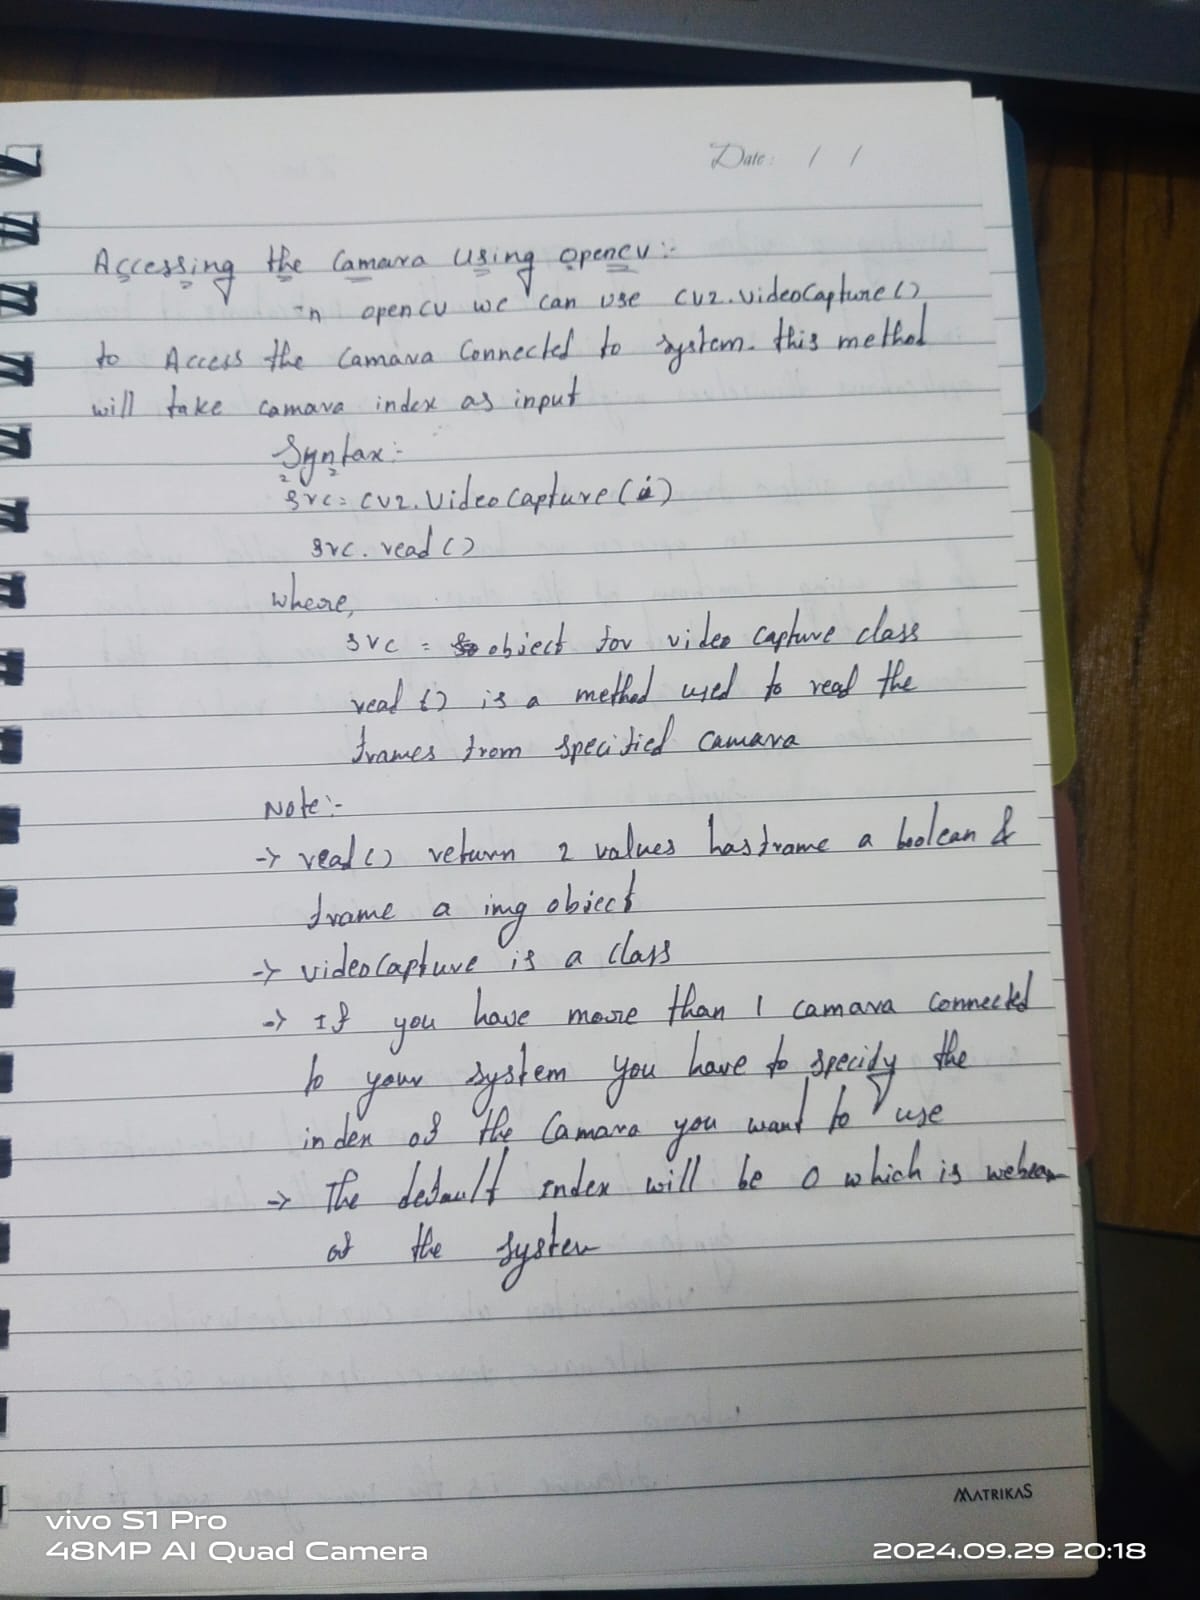 Date: / /
Accessing the Camara using opencv:-
In opencv we can use cv2.videoCapture()
to Access the Camara Connected to system. this method
will take camara index as input
Syntax:-
src = cv2.VideoCapture(i)
src.read()
where,
src = object for video capture class
read () is a method used to read the
frames from specified camara
Note:-
-> read() return 2 values hasframe a boolean &
frame a img object
-> videoCapture is a class
-> If you have more than 1 camara connected
to your system you have to specify the
index of the Camara you want to use
-> The default index will be 0 which is webcam
of the system
MATRIKAS
vivo S1 Pro
48MP AI Quad Camera
2024.09.29 20:18